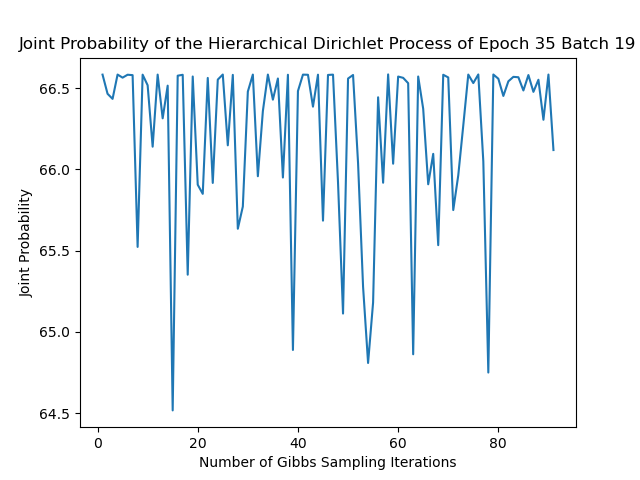 Joint Probability of the Hierarchical Dirichlet Process of Epoch 35 Batch 19
66.5
66.0
65.5
65.0
64.5
Joint Probability
0 20 40 60 80
Number of Gibbs Sampling Iterations